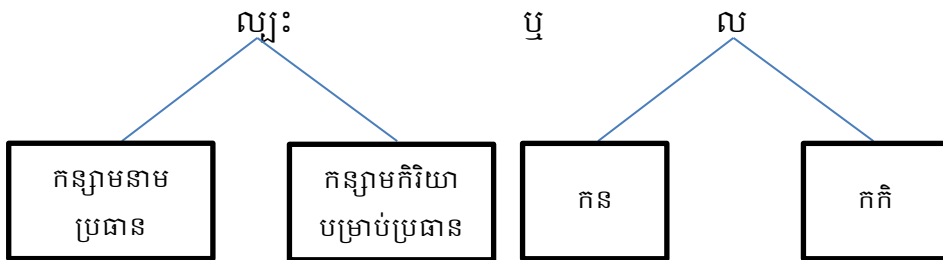 ល្បះ ឬ ល
កន្សោមនាម
ប្រធាន
កន្សោមកិរិយា
បម្រាប់ប្រធាន
កន
កកិ